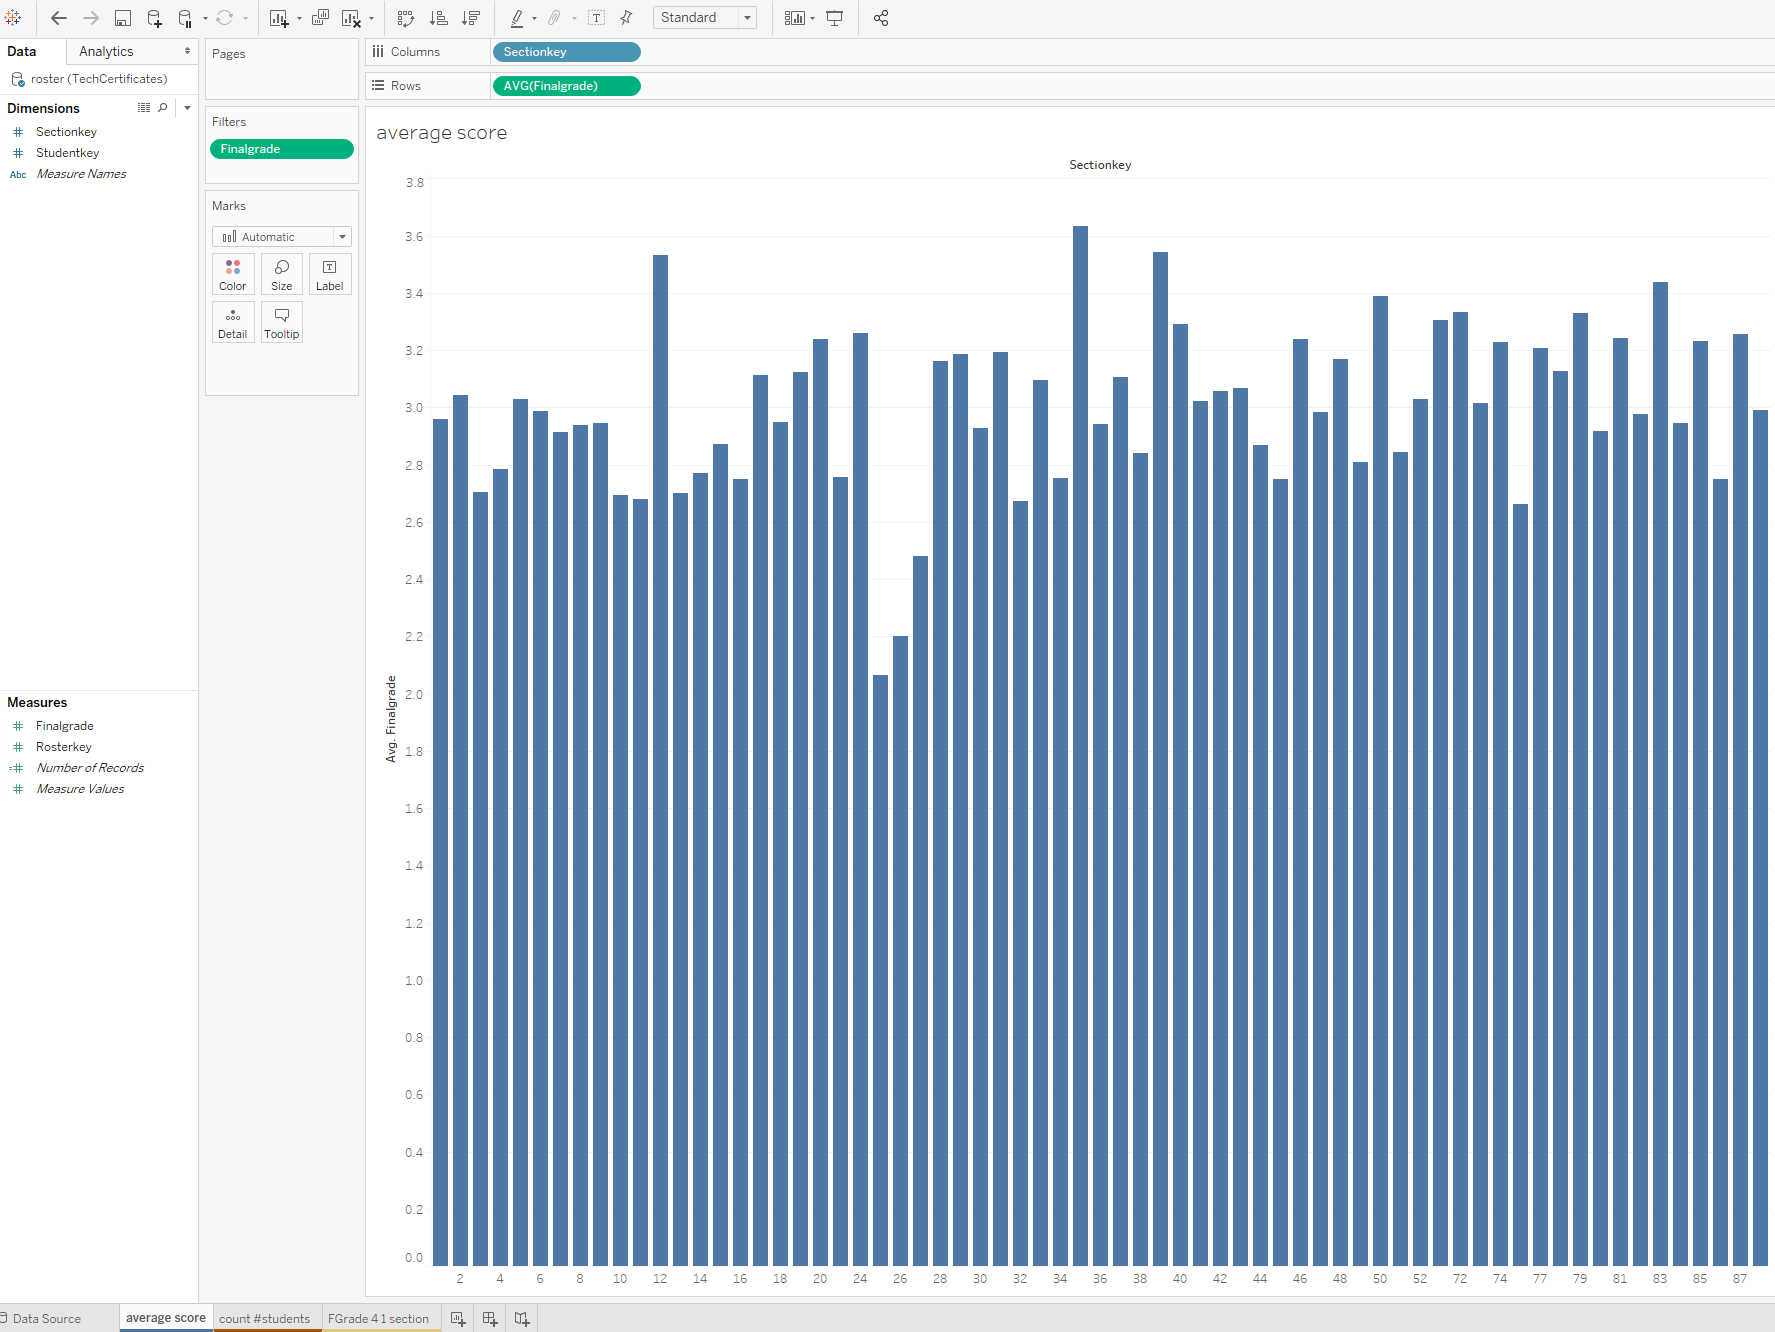 Standard
Data
Analytics
roster (TechCertificates)
Dimensions
# Sectionkey
# Studentkey
Abc Measure Names
Measures
# Finalgrade
# Rosterkey
=# Number of Records
# Measure Values
Pages
Filters
Finalgrade
Marks
Automatic
Color Size Label
Detail Tooltip
Columns Sectionkey
Rows AVG(Finalgrade)
average score
Sectionkey
Avg. Finalgrade
3.8
3.6
3.4
3.2
3.0
2.8
2.6
2.4
2.2
2.0
1.8
1.6
1.4
1.2
1.0
0.8
0.6
0.4
0.2
0.0
2 4 6 8 10 12 14 16 18 20 24 26 28 30 32 34 36 38 40 42 44 46 48 50 52 72 74 77 79 81 83 85 87
Data Source average score count #students FGrade 4 1 section